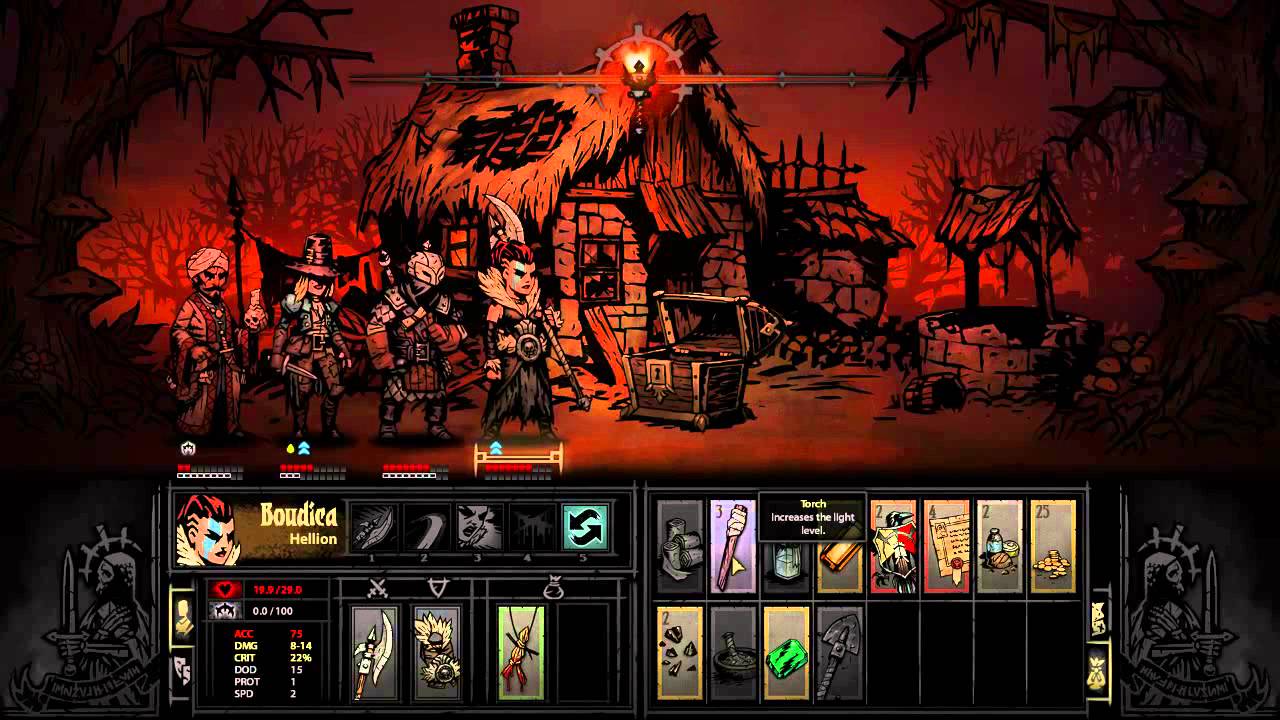 Boudica
Hellion
1 2 3 4 5
19.9/29.0
0.0 /100
ACC 75
DMG 8-14
CRIT 22%
DOD 15
PROT 1
SPD 2
Torch
Increases the light
level.
3 2 4 2 25
2